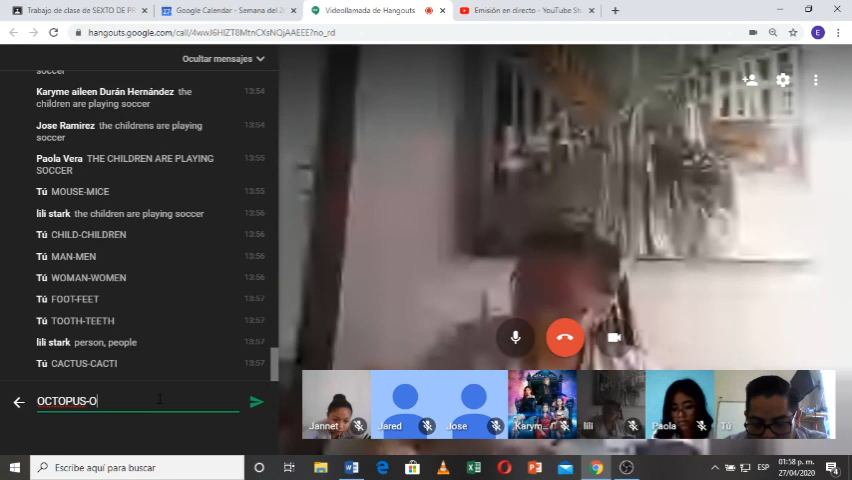 Trabajo de clase de SEXTO DE PR
Google Calendar - Semana del 2
Videollamada de Hangouts
Emisión en directo - YouTube St
hangouts.google.com/call/4wwJ6HIZT8MtnCXsNQjAAEEE?no_rd
E
Ocultar mensajes
soccer
Karyme aileen Durán Hernández the 13:54
children are playing soccer
Jose Ramirez the childrens are playing 13:54
soccer
Paola Vera THE CHILDREN ARE PLAYING 13:55
SOCCER
Tú MOUSE-MICE 13:55
lili stark the children are playing soccer 13:56
Tú CHILD-CHILDREN 13:56
Tú MAN-MEN 13:56
Tú WOMAN-WOMEN 13:56
Tú FOOT-FEET 13:57
Tú TOOTH-TEETH 13:57
lili stark person, people 13:57
Tú CACTUS-CACTI 13:57
OCTOPUS-O
Jannet
Jared
Jose
Karym...
lili
Paola
Tú
Escribe aquí para buscar
ESP
01:58 p. m.
27/04/2020
4